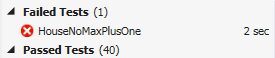 Failed Tests (1)
HouseNoMaxPlusOne 2 sec
Passed Tests (40)